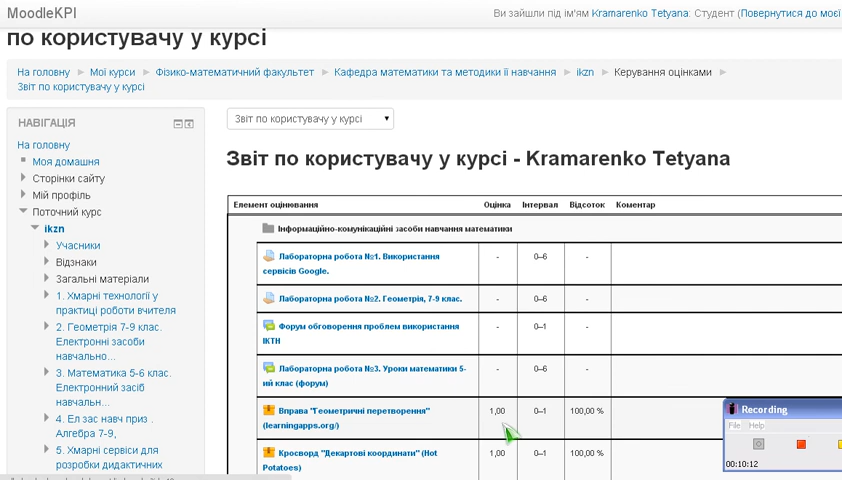 MoodleKPI
Ви зайшли під ім'ям Kramarenko Tetyana: Студент (Повернутися до моєї
по користувачу у курсі
На головну Мої курси Фізико-математичний факультет Кафедра математики та методики її навчання ikzn Керування оцінками
Звіт по користувачу у курсі
НАВІГАЦІЯ
На головну
Моя домашня
Сторінки сайту
Мій профіль
Поточний курс
ikzn
Учасники
Відзнаки
Загальні матеріали
1. Хмарні технології у
практиці роботи вчителя
2. Геометрія 7-9 клас.
Електронні засоби
навчально...
3. Математика 5-6 клас.
Електронний засіб
навчальн...
4. Ел зас навч приз .
Алгебра 7-9,
5. Хмарні сервіси для
розробки дидактичних
Звіт по користувачу у курсі
Звіт по користувачу у курсі - Kramarenko Tetyana
Елемент оцінювання Оцінка Інтервал Відсоток Коментар
Інформаційно-комунікаційні засоби навчання математики
Лабораторна робота №1. Використання - 0–6 -
сервісів Google.
Лабораторна робота №2. Геометрія, 7-9 клас. - 0–6 -
Форум обговорення проблем використання - 0–1 -
ІКТН
Лабораторна робота №3. Уроки математики 5- - 0–6 -
ий клас (форум)
Вправа "Геометричні перетворення" 1,00 0–1 100,00 %
(learningapps.org/)
Кросворд "Декартові координати" (Hot 1,00 0–1 100,00 %
Potatoes)
Recording
File Help
00:10:12